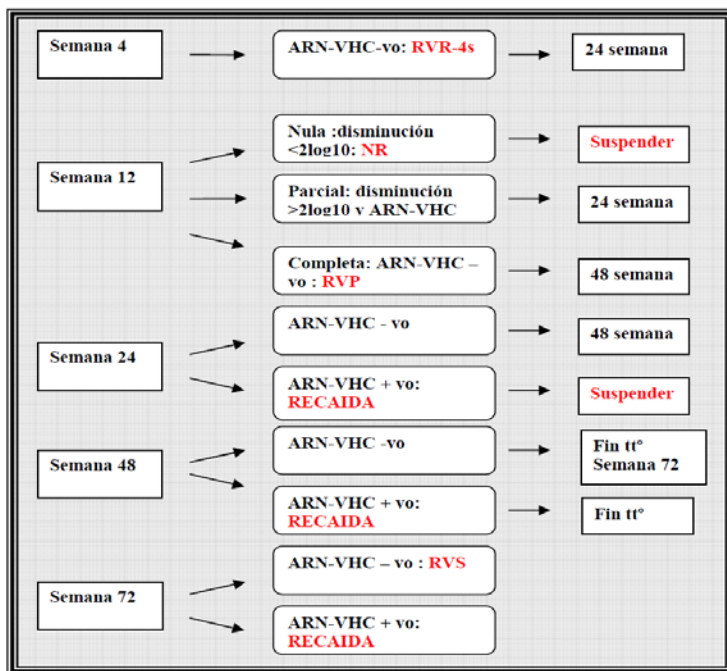 Semana 4
ARN-VHC-vo: RVR-4s
24 semana
Semana 12
Nula :disminución
<2log10: NR
Suspender
Parcial: disminución
>2log10 y ARN-VHC
24 semana
Completa: ARN-VHC –
vo : RVP
48 semana
Semana 24
ARN-VHC - vo
48 semana
ARN-VHC + vo:
RECAIDA
Suspender
Semana 48
ARN-VHC -vo
Fin ttº
Semana 72
ARN-VHC + vo:
RECAIDA
Fin ttº
Semana 72
ARN-VHC – vo : RVS
ARN-VHC + vo:
RECAIDA